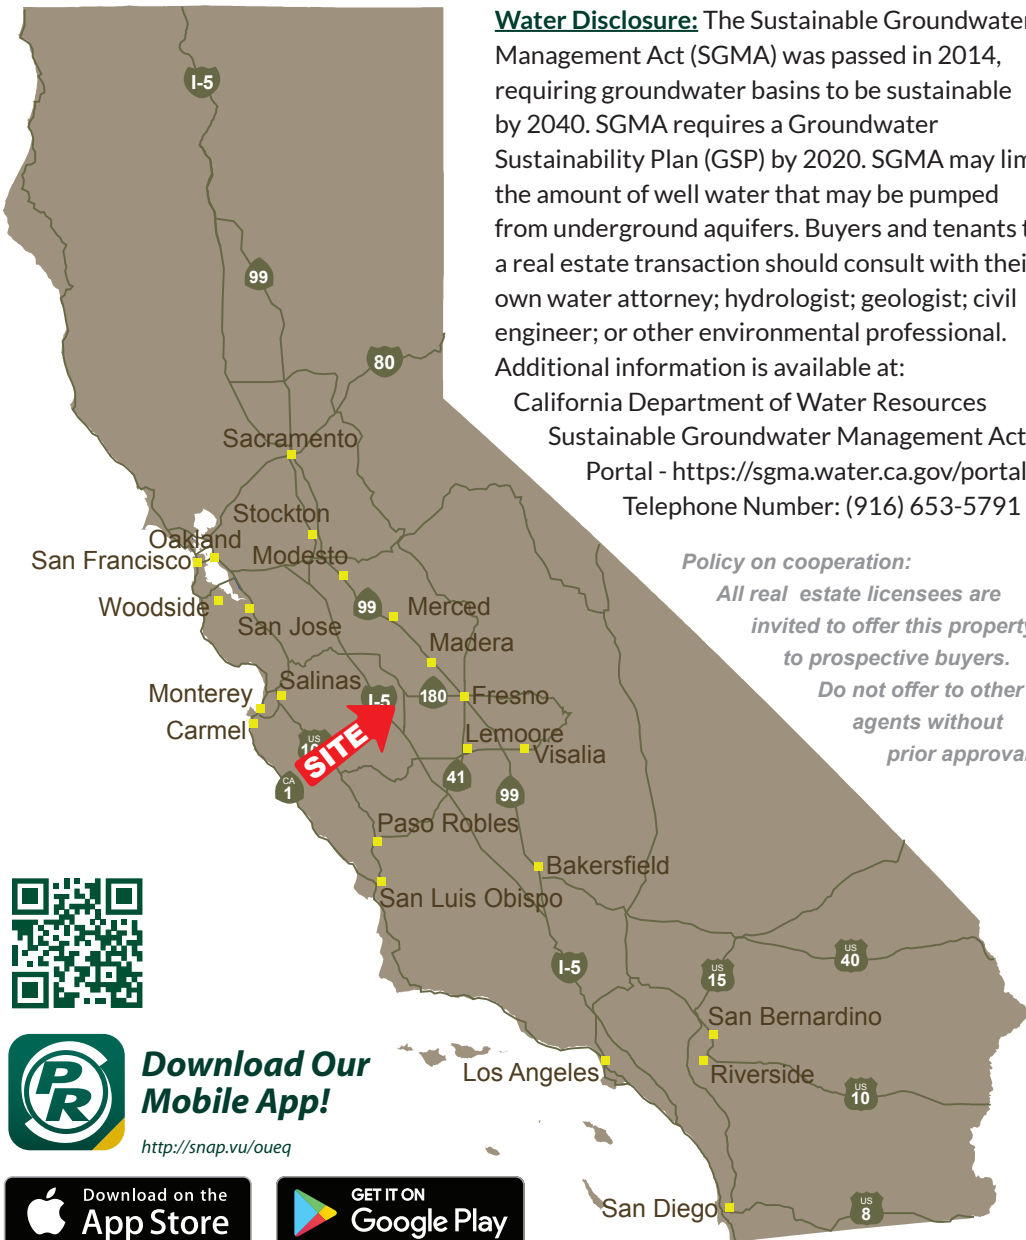 Water Disclosure: The Sustainable Groundwater
Management Act (SGMA) was passed in 2014,
requiring groundwater basins to be sustainable
by 2040. SGMA requires a Groundwater
Sustainability Plan (GSP) by 2020. SGMA may
the amount of well water that may be pumped
from underground aquifers. Buyers and tenants
a real estate transaction should consult with
own water attorney; hydrologist; geologist; civil
engineer; or other environmental professional.
Additional information is available at:
California Department of Water Resources
Sustainable Groundwater Management Act
Portal - https://sgma.water.ca.gov/portal
Telephone Number: (916) 653-5791
Policy on cooperation:
All real estate licensees are
invited to offer this property
to prospective buyers.
Do not offer to other
agents without
prior approval
I-5
99
80
Sacramento
Stockton
Oakland
San Francisco
Modesto
Woodside
San Jose
99
Merced
Madera
Salinas
Monterey
I-5
180
Fresno
Carmel
US
SITE
Lemoore
Visalia
CA
1
41
99
Paso Robles
Bakersfield
San Luis Obispo
I-5
US
15
US
40
San Bernardino
Los Angeles
Riverside
US
10
San Diego
US
8
PR
Download Our
Mobile App!
http://snap.vu/oueq
Download on the
App Store
GET IT ON
Google Play